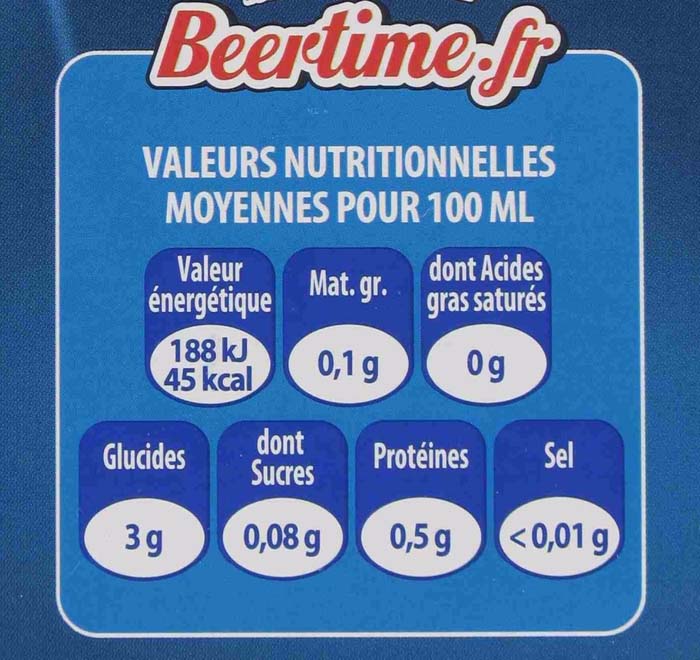 Beertime.fr
VALEURS NUTRITIONNELLES
MOYENNES POUR 100 ML
Valeur
énergétique
188 kJ
45 kcal
Mat. gr.
0,1 g
dont Acides
gras saturés
0 g
Glucides
3 g
dont
Sucres
0,08 g
Protéines
0,5 g
Sel
< 0,01 g